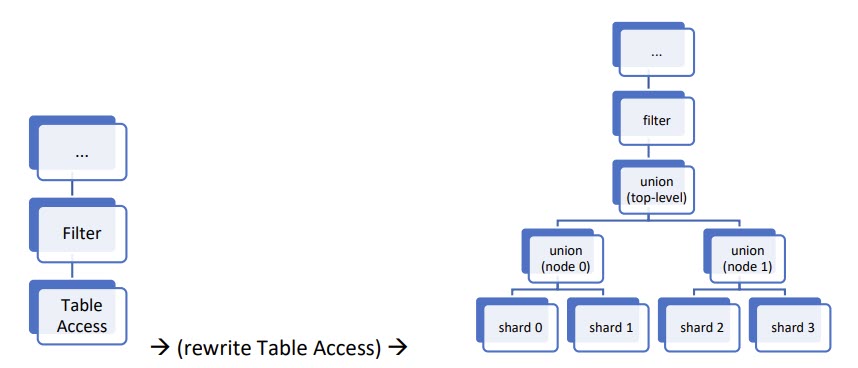 ...
Filter
Table
Access
→ (rewrite Table Access) →
...
filter
union
(top-level)
union
(node 0)
union
(node 1)
shard 0
shard 1
shard 2
shard 3